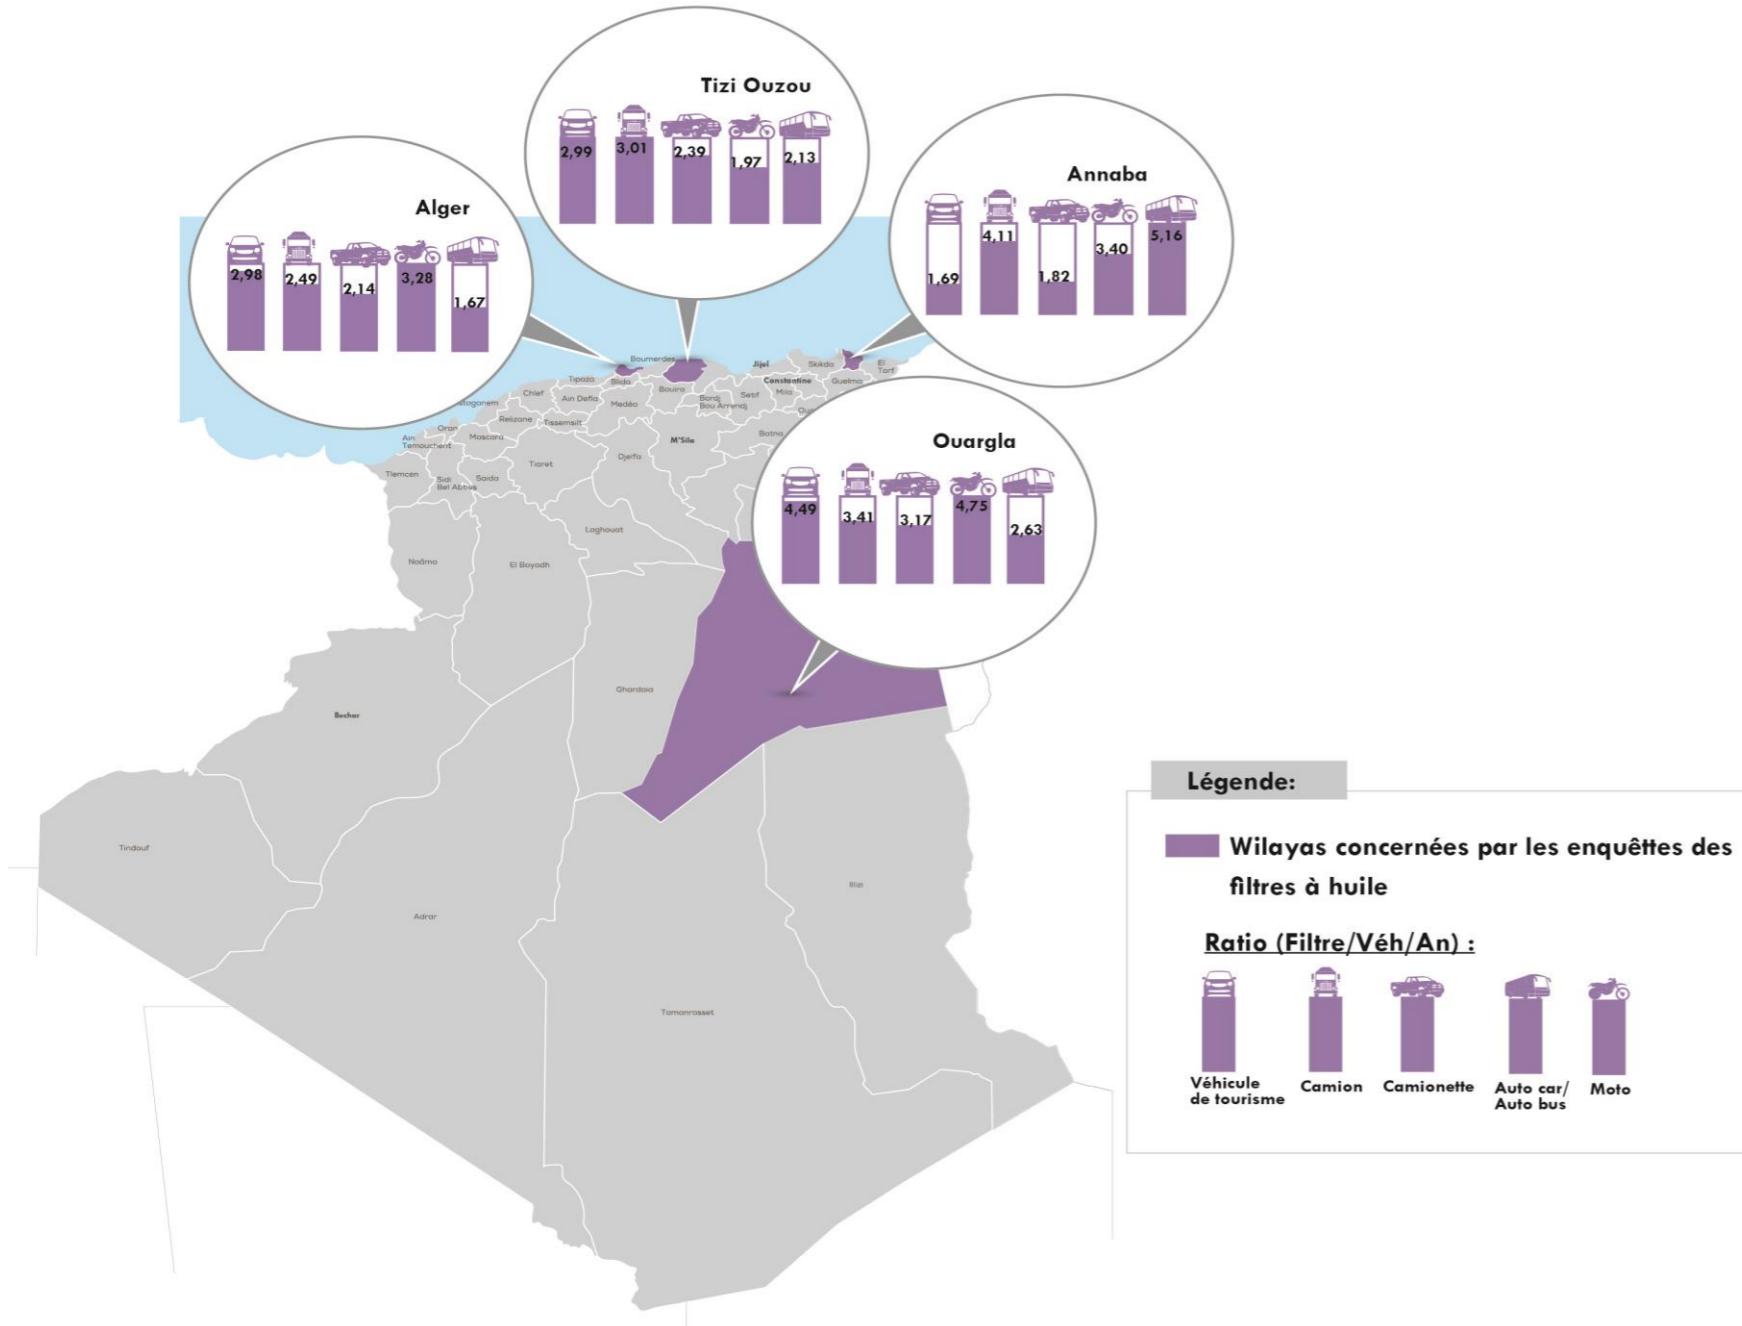 Tizi Ouzou
2,99
3,01
2,39
1,97
2,13
Annaba
1,69
4,11
1,82
3,40
5,16
Alger
2,98
2,49
2,14
3,28
1,67
Boumerdes
Jijel
Skikda
El
Tarf
Tipaza
Blida
Bouira
Constantine
Mila
Guelma
Chlef
Ain Defla
Medéa
Bordj
Bou Arrerdj
Setif
Oran
Relizane
Tissemsilt
Ain
Temouchent
Mascara
M'Sila
Batna
Tlemcen
Sidi
Bel Abbes
Saida
Tiaret
Djelfa
Ouargla
4,49
3,41
3,17
4,75
2,63
Laghouat
Naâma
El Bayadh
Ghardaia
Bechar
Tindouf
Adrar
Illizi
Tamanrasset
Légende:
Wilayas concernées par les enquêttes des
filtres à huile
Ratio (Filtre/Véh/An) :
Véhicule
de tourisme
Camion
Camionette
Auto car/
Auto bus
Moto